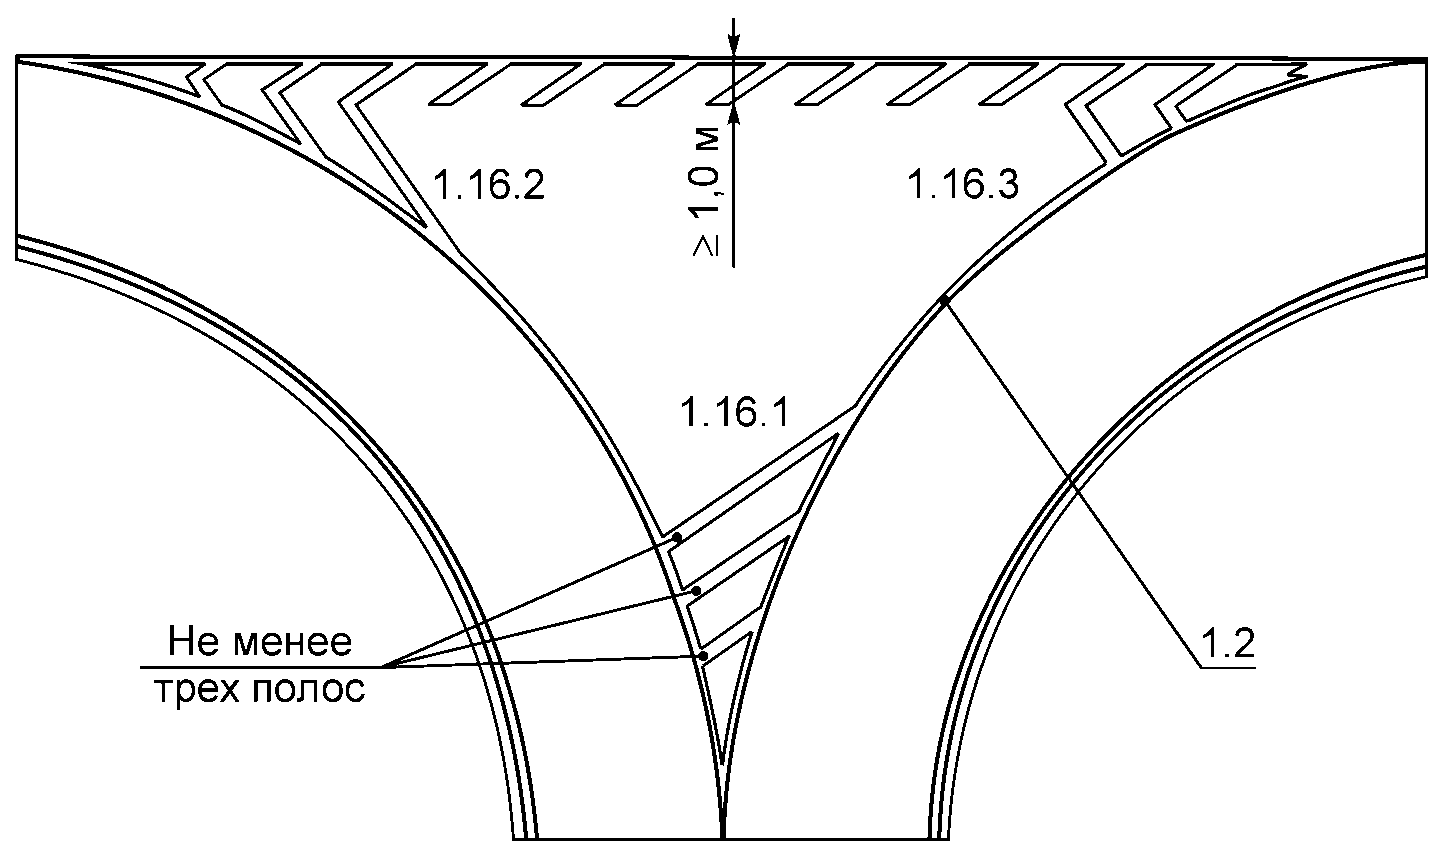 1.16.2
≥ 1,0 м
1.16.3
1.16.1
Не менее
трех полос
1.2